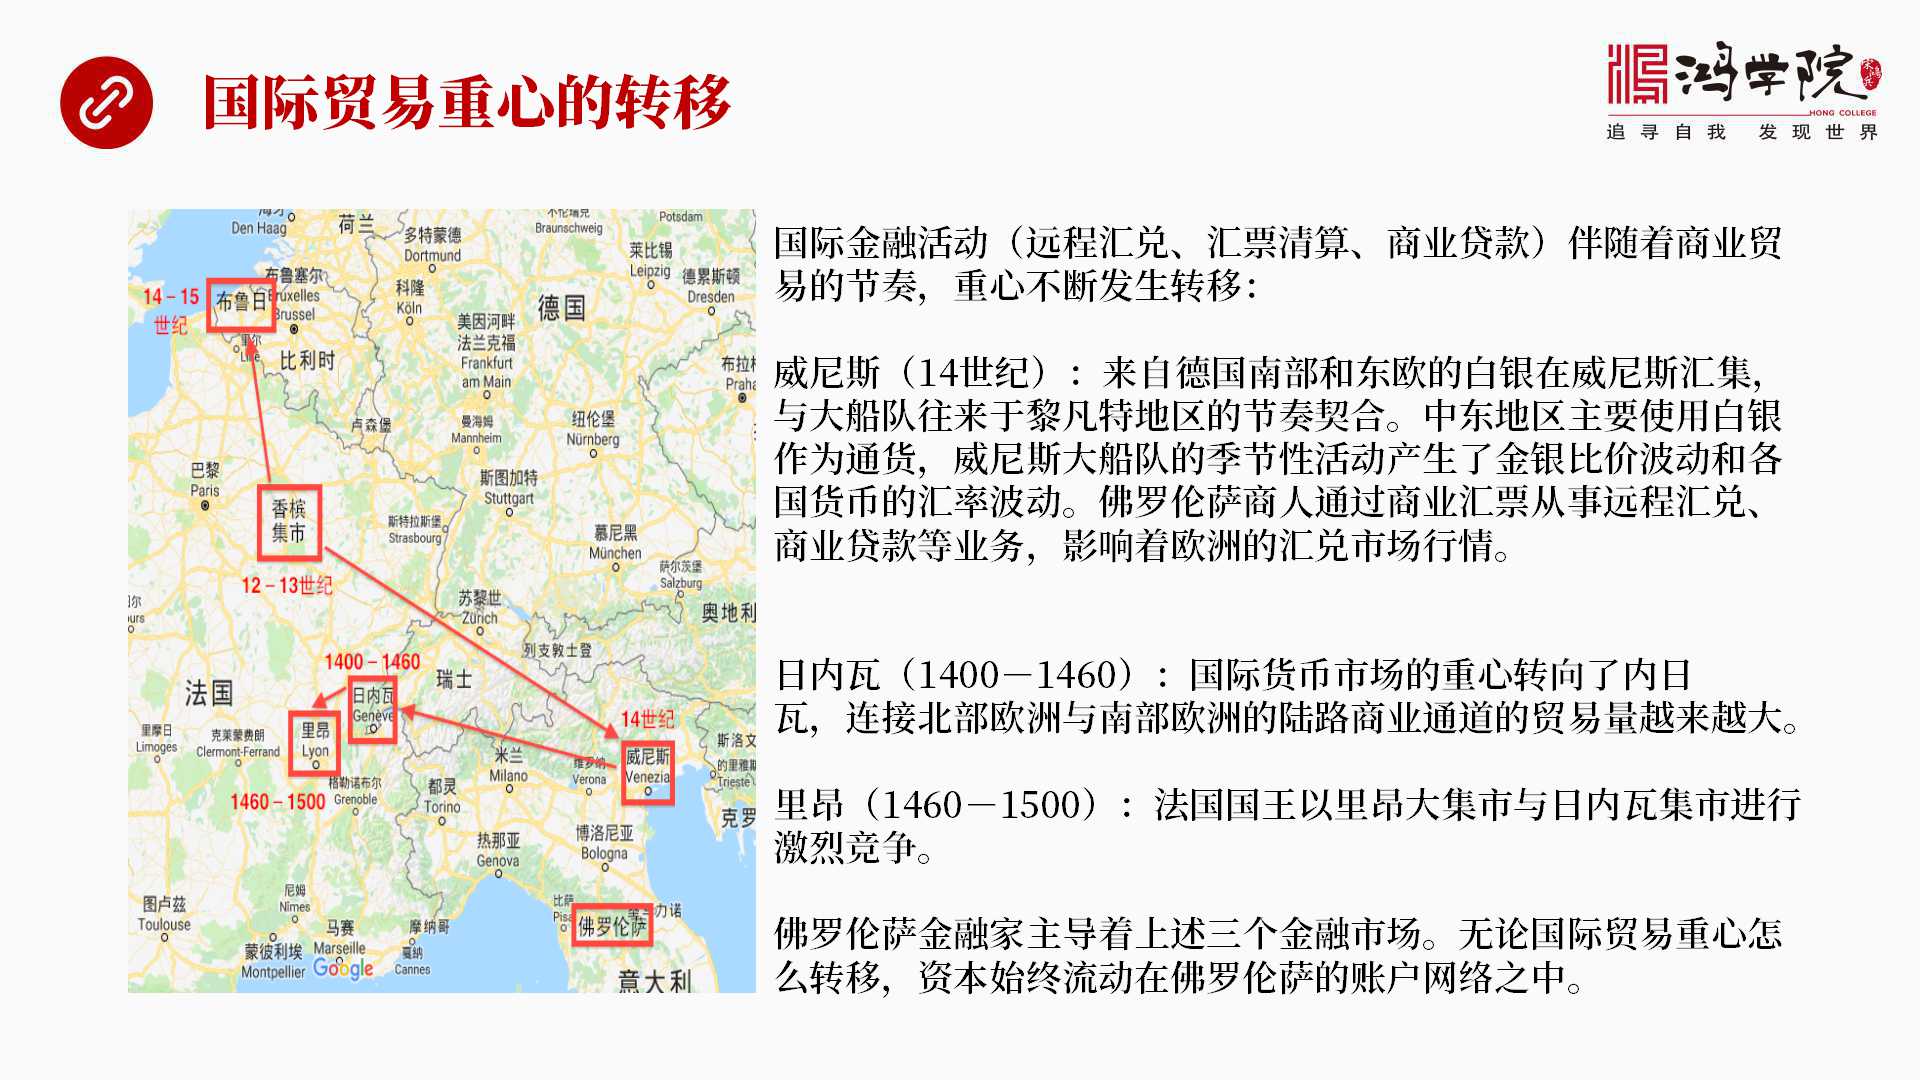 国际贸易重心的转移
鸿学院
HONG COLLEGE
追寻自我 发现世界
国际金融活动（远程汇兑、汇票清算、商业贷款）伴随着商业贸
易的节奏，重心不断发生转移：
威尼斯（14世纪）：来自德国南部和东欧的白银在威尼斯汇集，
与大船队往来于黎凡特地区的节奏契合。中东地区主要使用白银
作为通货，威尼斯大船队的季节性活动产生了金银比价波动和各
国货币的汇率波动。佛罗伦萨商人通过商业汇票从事远程汇兑、
商业贷款等业务，影响着欧洲的汇兑市场行情。
日内瓦（1400－1460）：国际货币市场的重心转向了内日
瓦，连接北部欧洲与南部欧洲的陆路商业通道的贸易量越来越大。
里昂（1460－1500）：法国国王以里昂大集市与日内瓦集市进行
激烈竞争。
佛罗伦萨金融家主导着上述三个金融市场。无论国际贸易重心怎
么转移，资本始终流动在佛罗伦萨的账户网络之中。
Den Haag
荷兰
多特蒙德
Dortmund
Braunschweig
Potsdam
莱比锡
Leipzig
德累斯顿
Dresden
14－15
世纪
布鲁日
布鲁塞尔
Bruxelles
Brussel
科隆
Köln
德国
美因河畔
法兰克福
Frankfurt
am Main
比利时
卢森堡
曼海姆
Mannheim
纽伦堡
Nürnberg
巴黎
Paris
香槟
集市
12－13世纪
斯图加特
Stuttgart
斯特拉斯堡
Strasbourg
慕尼黑
München
萨尔茨堡
Salzburg
苏黎世
Zürich
奥地利
列支敦士登
1400－1460
瑞士
法国
日内瓦
Genève
里昂
Lyon
14世纪
威尼斯
Venezia
里摩日
Limoges
克莱蒙费朗
Clermont-Ferrand
米兰
Milano
维罗纳
Verona
的里雅斯
Trieste
1460－1500
格勒诺布尔
Grenoble
都灵
Torino
热那亚
Genova
博洛尼亚
Bologna
图卢兹
Toulouse
尼姆
Nîmes
蒙彼利埃
Montpellier
马赛
Marseille
摩纳哥
戛纳
Cannes
佛罗伦萨
意大利
Google